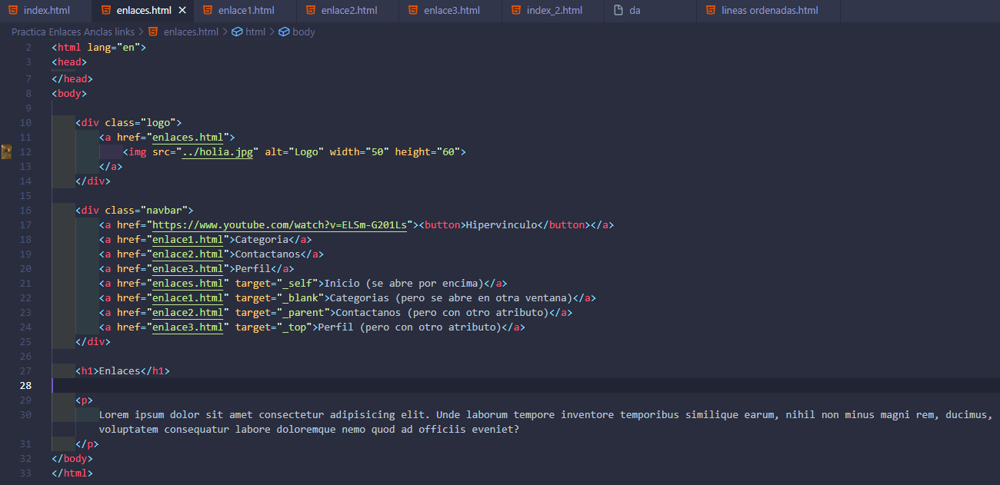 index.html enlaces.html enlace1.html enlace2.html enlace3.html index_2.html da lineas ordenadas.html
Practica Enlaces Anclas links > enlaces.html > html > body
2 <html lang="en">
3 <head>
7 </head>
8 <body>
9
10 <div class="logo">
11 <a href="enlaces.html">
12 <img src="../holia.jpg" alt="Logo" width="50" height="60">
13 </a>
14 </div>
15
16 <div class="navbar">
17 <a href="https://www.youtube.com/watch?v=ELSm-G201Ls"><button>Hipervinculo</button></a>
18 <a href="enlace1.html">Categoria</a>
19 <a href="enlace2.html">Contactanos</a>
20 <a href="enlace3.html">Perfil</a>
21 <a href="enlaces.html" target="_self">Inicio (se abre por encima)</a>
22 <a href="enlace1.html" target="_blank">Categorias (pero se abre en otra ventana)</a>
23 <a href="enlace2.html" target="_parent">Contactanos (pero con otro atributo)</a>
24 <a href="enlace3.html" target="_top">Perfil (pero con otro atributo)</a>
25 </div>
26
27 <h1>Enlaces</h1>
28
29 <p>
30 Lorem ipsum dolor sit amet consectetur adipisicing elit. Unde laborum tempore inventore temporibus similique earum, nihil non minus magni rem, ducimus,
voluptatem consequatur labore doloremque nemo quod ad officiis eveniet?
31 </p>
32 </body>
33 </html>